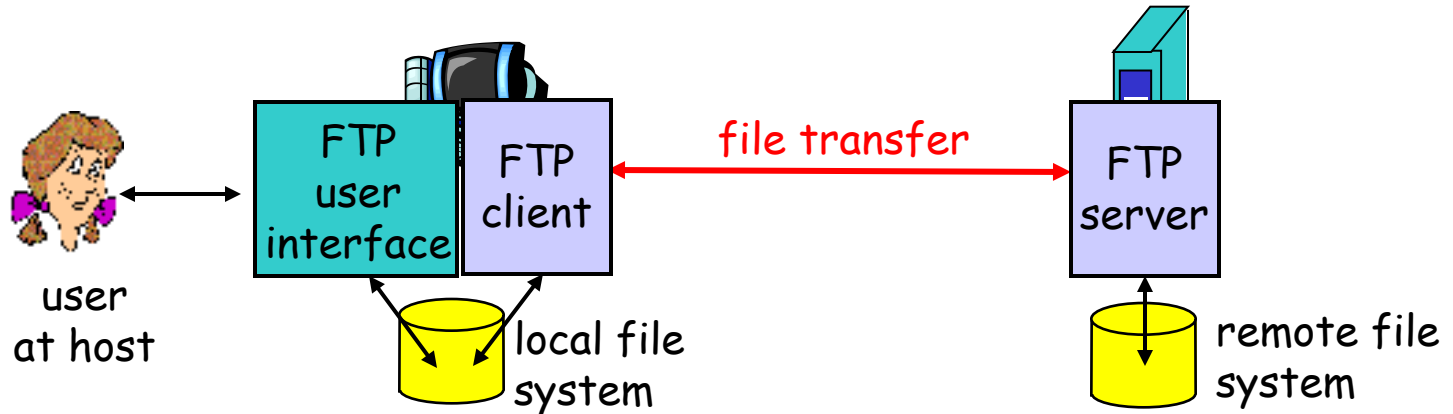 FTP
user
interface
FTP
client
file transfer
FTP
server
user
at host
local file
system
remote file
system